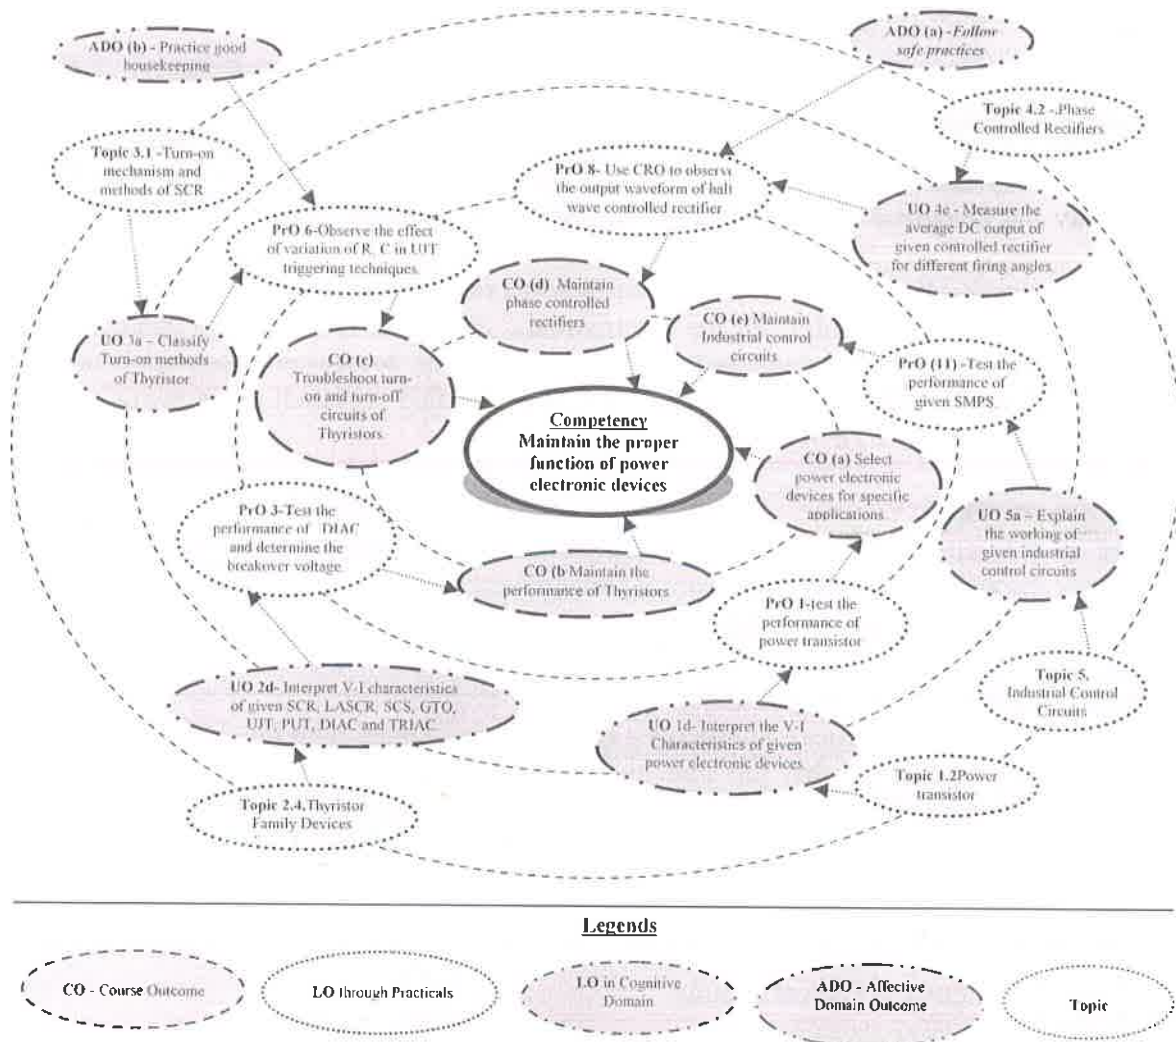 ADO (b) - Practice good
housekeeping
ADO (a) -Follow
safe practices
Topic 4.2 -.Phase
Controlled Rectifiers
Topic 3.1 -Turn-on
mechanism and
methods of SCR
PrO 8- Use CRO to observe
the output waveform of half
wave controlled rectifier
UO 4e - Measure the
average DC output of
given controlled rectifier
for different firing angles.
PrO 6-Observe the effect
of variation of R, C in UJT
triggering techniques.
CO (d) Maintain
phase controlled
rectifiers
CO (e) Maintain
Industrial control
circuits
UO 3a – Classify
Turn-on methods
of Thyristor.
CO (c)
Troubleshoot turn-
on and turn-off
circuits of
Thyristors.
PrO (11) -Test the
performance of
given SMPS.
Competency
Maintain the proper
function of power
electronic devices
CO (a) Select
power electronic
devices for specific
applications.
PrO 3-Test the
performance of DIAC
and determine the
breakover voltage.
UO 5a – Explain
the working of
given industrial
control circuits
CO (b Maintain the
performance of Thyristors.
PrO 1-test the
performance of
power transistor
UO 2d- Interpret V-I characteristics
of given SCR, LASCR, SCS, GTO,
UJT, PUT, DIAC and TRIAC.
Topic 5.
Industrial Control
Circuits
UO 1d- Interpret the V-I
Characteristics of given
power electronic devices.
Topic 1.2Power
transistor
Topic 2.4.Thyristor
Family Devices
Legends
CO - Course Outcome
LO through Practicals
LO in Cognitive
Domain
ADO - Affective
Domain Outcome
Topic